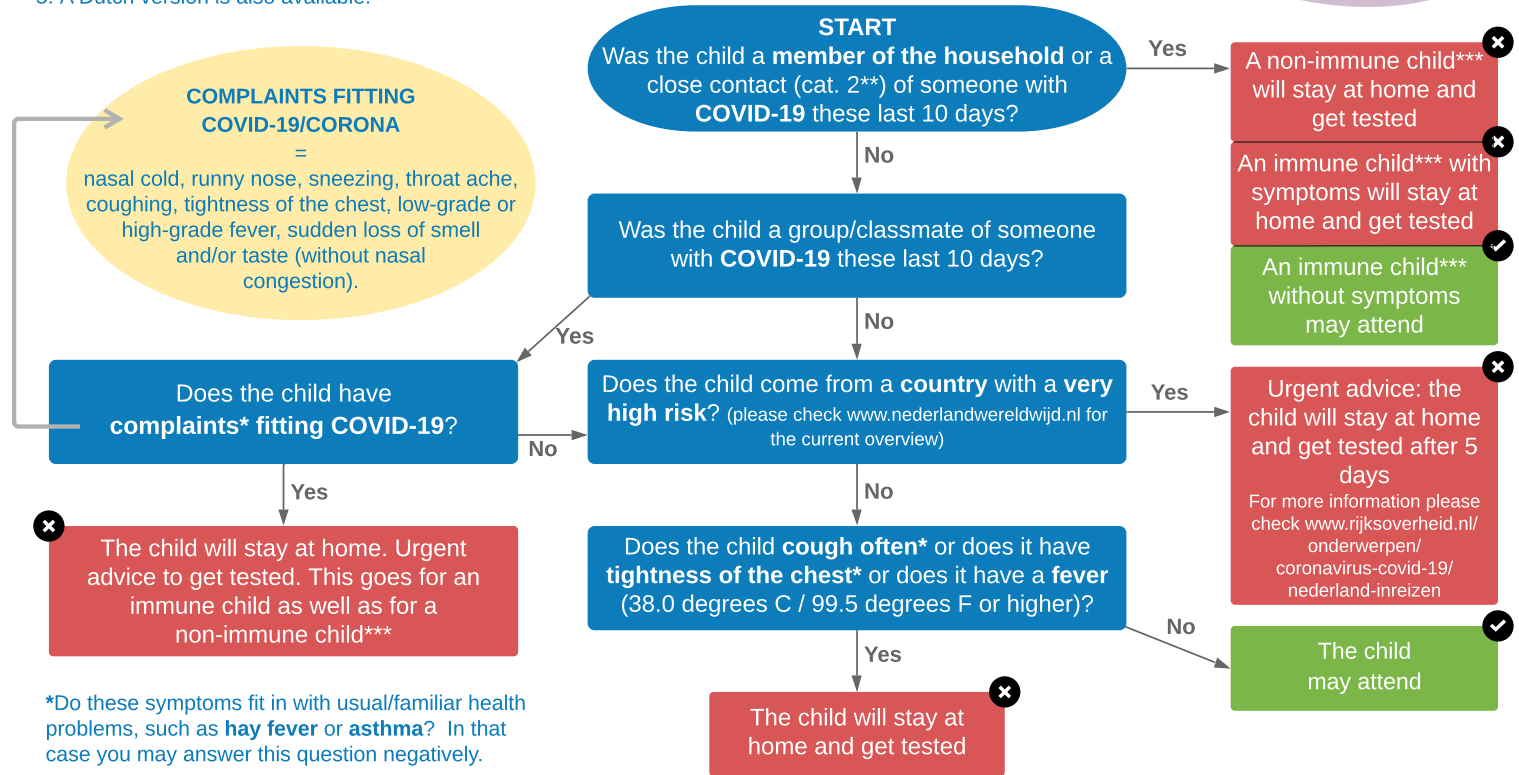 3. A Dutch version is also available.
START
Was the child a member of the household or a
close contact (cat. 2**) of someone with
COVID-19 these last 10 days?
Yes
A non-immune child***
will stay at home and
get tested
An immune child*** with
symptoms will stay at
home and get tested
An immune child***
without symptoms
may attend
COMPLAINTS FITTING
COVID-19/CORONA
=
nasal cold, runny nose, sneezing, throat ache,
coughing, tightness of the chest, low-grade or
high-grade fever, sudden loss of smell
and/or taste (without nasal
congestion).
No
Was the child a group/classmate of someone
with COVID-19 these last 10 days?
Yes
No
Does the child have
complaints* fitting COVID-19?
No
Does the child come from a country with a very
high risk? (please check www.nederlandwereldwijd.nl for
the current overview)
Yes
Urgent advice: the
child will stay at home
and get tested after 5
days
For more information please
check www.rijksoverheid.nl/
onderwerpen/
coronavirus-covid-19/
nederland-inreizen
Yes
The child will stay at home. Urgent
advice to get tested. This goes for an
immune child as well as for a
non-immune child***
No
Does the child cough often* or does it have
tightness of the chest* or does it have a fever
(38.0 degrees C / 99.5 degrees F or higher)?
No
The child
may attend
Yes
The child will stay at
home and get tested
*Do these symptoms fit in with usual/familiar health
problems, such as hay fever or asthma? In that
case you may answer this question negatively.